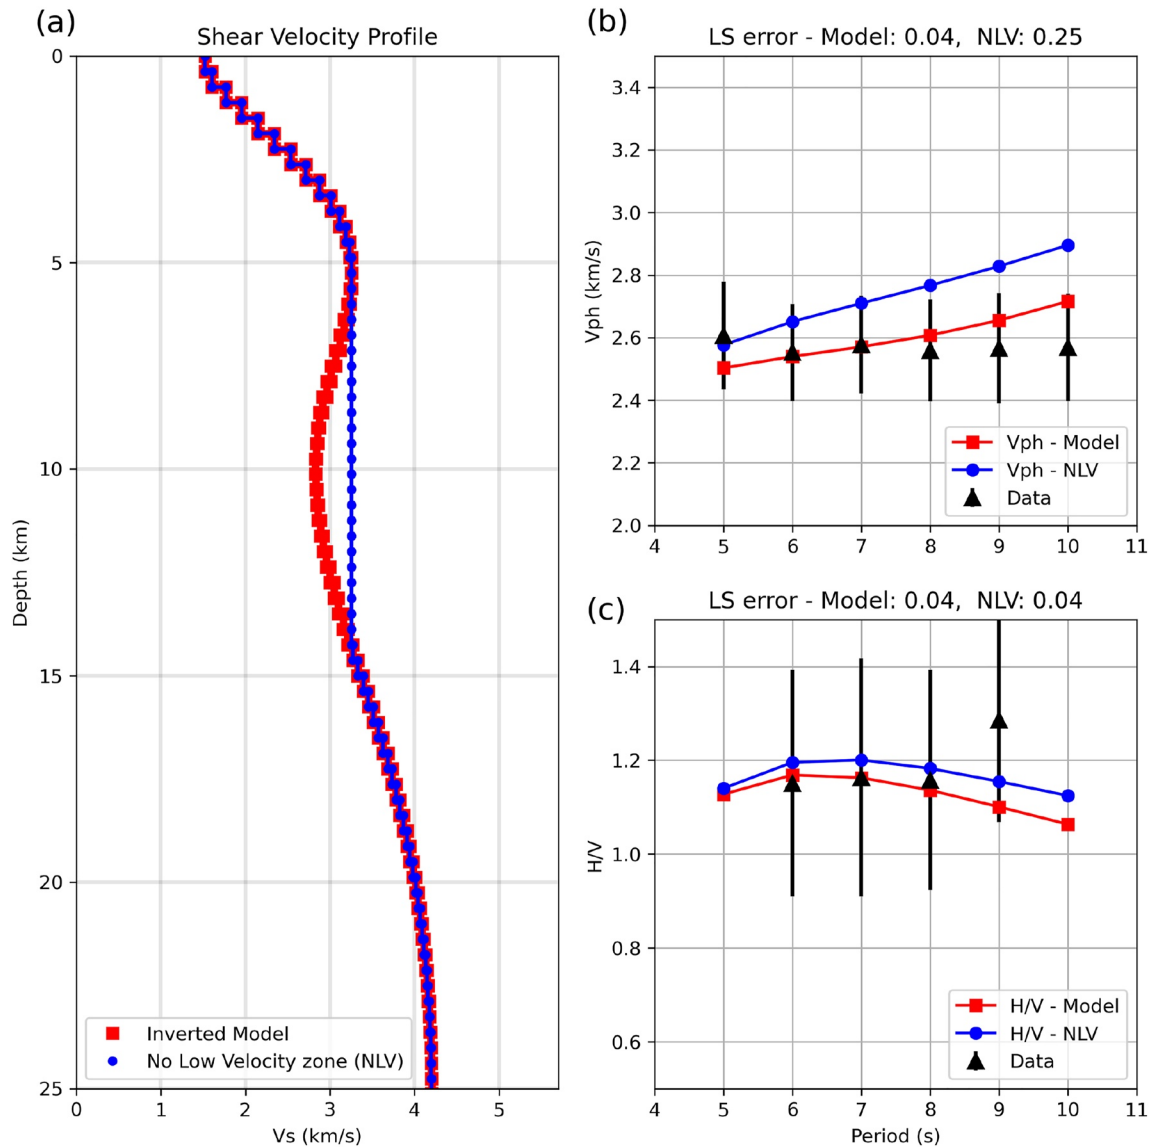 (a)
Shear Velocity Profile
0
5
10
15
20
25
Depth (km)
Inverted Model
No Low Velocity zone (NLV)
0 1 2 3 4 5
Vs (km/s)
(b)
LS error - Model: 0.04, NLV: 0.25
3.4
3.2
3.0
2.8
2.6
2.4
2.2
2.0
Vph (km/s)
Vph - Model
Vph - NLV
Data
4 5 6 7 8 9 10 11
(c)
LS error - Model: 0.04, NLV: 0.04
1.4
1.2
1.0
0.8
0.6
H/V
H/V - Model
H/V - NLV
Data
4 5 6 7 8 9 10 11
Period (s)